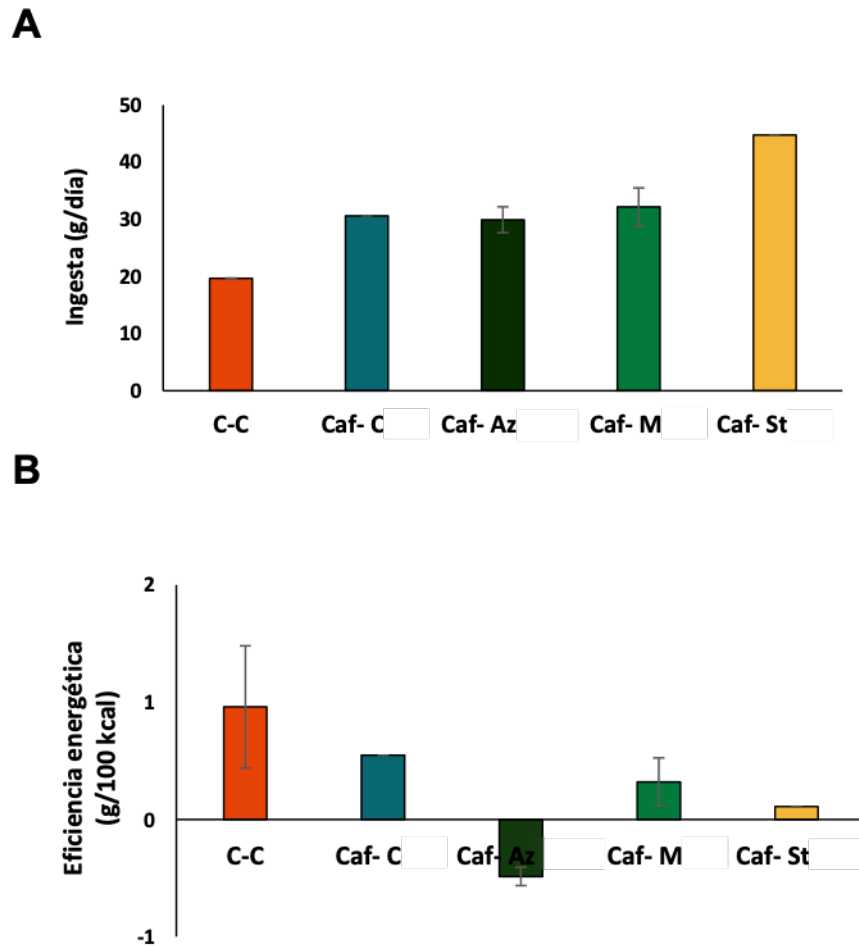 A
50
40
30
20
10
0
Ingesta (g/día)
C-C Caf- C Caf- Az Caf- M Caf- St
B
2
1
0
-1
Eficiencia energética
(g/100 kcal)
C-C Caf- C Caf- Az Caf- M Caf- St